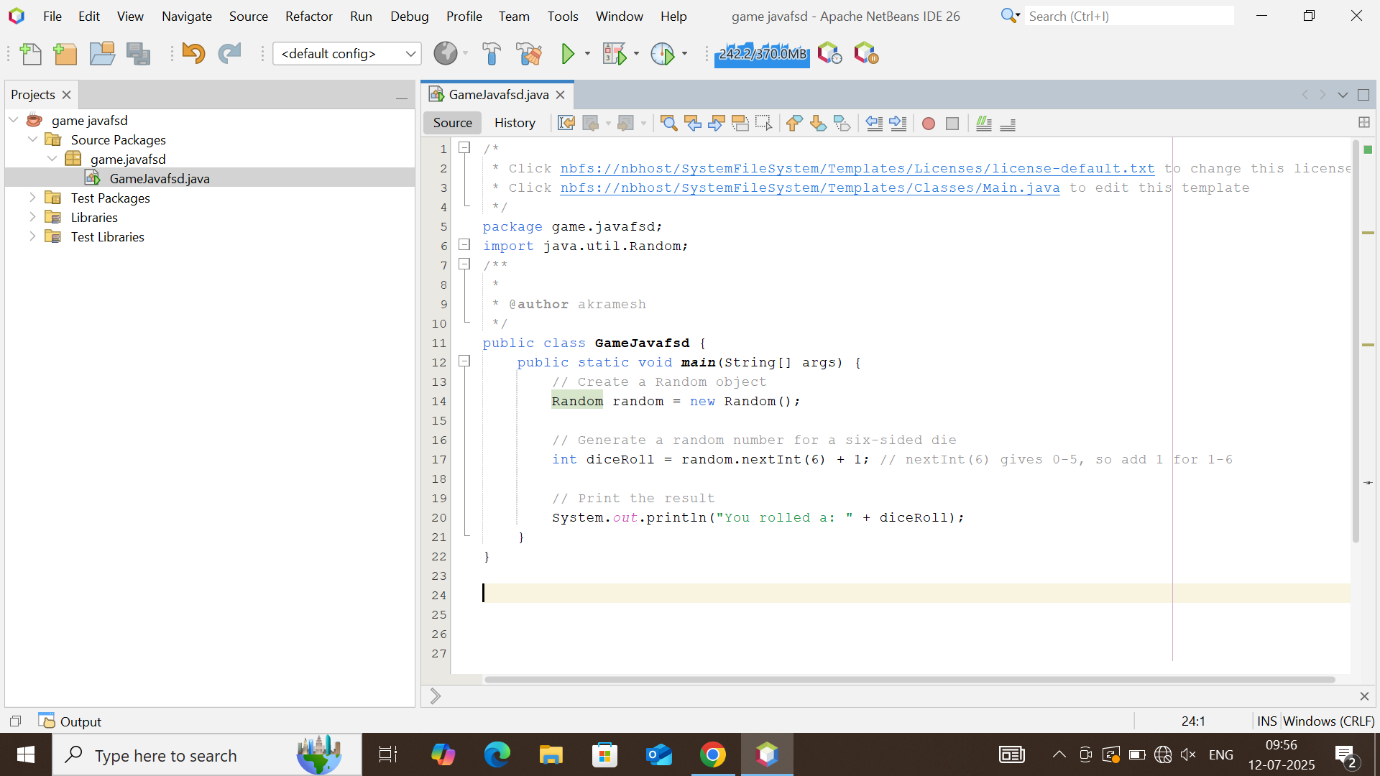 File Edit View Navigate Source Refactor Run Debug Profile Team Tools Window Help game javafsd - Apache NetBeans IDE 26 Search (Ctrl+I)
<default config> 242.2/370.0MB
Projects
game javafsd
Source Packages
game.javafsd
GameJavafsd.java
Test Packages
Libraries
Test Libraries
GameJavafsd.java
Source History
1 /*
2 * Click nbfs://nbhost/SystemFileSystem/Templates/Licenses/license-default.txt to change this license
3 * Click nbfs://nbhost/SystemFileSystem/Templates/Classes/Main.java to edit this template
4 */
5 package game.javafsd;
6 import java.util.Random;
7 /**
8 *
9 * @author akramesh
10 */
11 public class GameJavafsd {
12 public static void main(String[] args) {
13 // Create a Random object
14 Random random = new Random();
15
16 // Generate a random number for a six-sided die
17 int diceRoll = random.nextInt(6) + 1; // nextInt(6) gives 0-5, so add 1 for 1-6
18
19 // Print the result
20 System.out.println("You rolled a: " + diceRoll);
21 }
22 }
23
24
25
26
27
Output 24:1 INS Windows (CRLF)
Type here to search ENG 09:56
12-07-2025 2